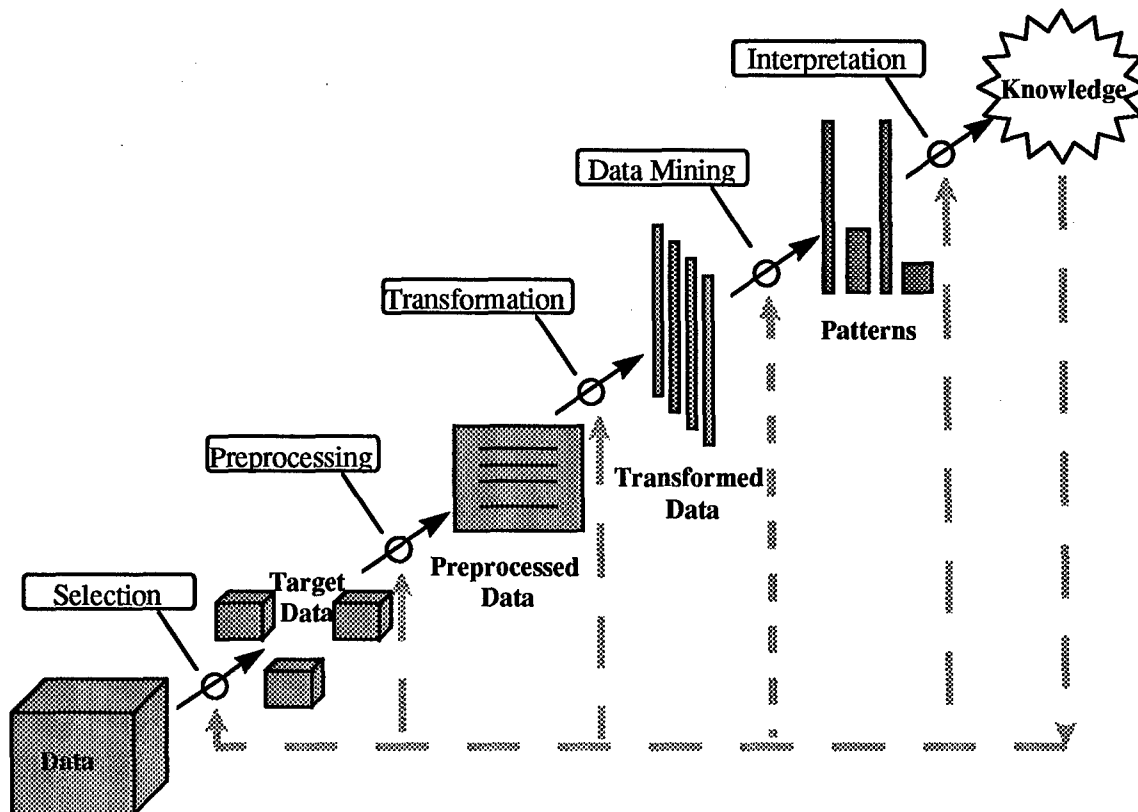 Interpretation
Knowledge
Data Mining
Transformation
Patterns
Preprocessing
Transformed
Data
Preprocessed
Data
Selection
Target
Data
Data